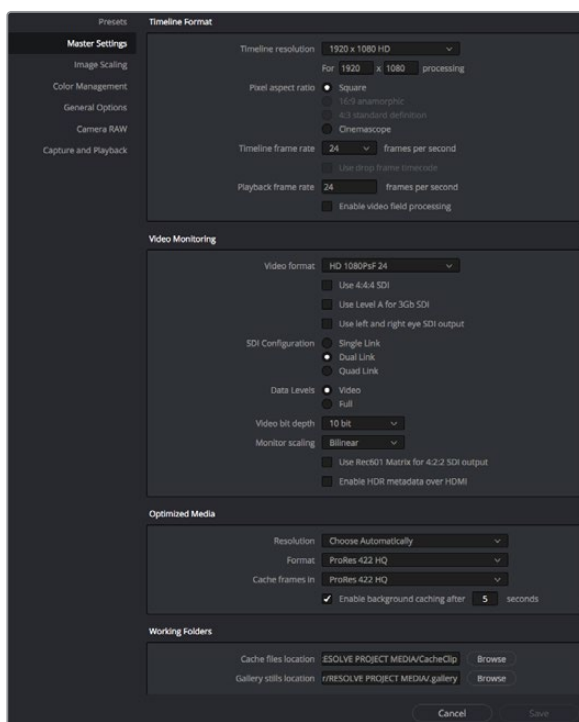 Presets
Master Settings
Image Scaling
Color Management
General Options
Camera RAW
Capture and Playback
Timeline Format
Timeline resolution 1920 x 1080 HD
For 1920 x 1080 processing
Pixel aspect ratio Square
16:9 anamorphic
4:3 standard definition
Cinemascope
Timeline frame rate 24 frames per second
Use drop frame timecode
Playback frame rate 24 frames per second
Enable video field processing
Video Monitoring
Video format HD 1080PsF 24
Use 4:4:4 SDI
Use Level A for 3Gb SDI
Use left and right eye SDI output
SDI Configuration Single Link
Dual Link
Quad Link
Data Levels Video
Full
Video bit depth 10 bit
Monitor scaling Bilinear
Use Rec601 Matrix for 4:2:2 SDI output
Enable HDR metadata over HDMI
Optimized Media
Resolution Choose Automatically
Format ProRes 422 HQ
Cache frames in ProRes 422 HQ
Enable background caching after 5 seconds
Working Folders
Cache files location ESOLVE PROJECT MEDIA/CacheClip Browse
Gallery stills location r/RESOLVE PROJECT MEDIA/.gallery Browse
Cancel Save